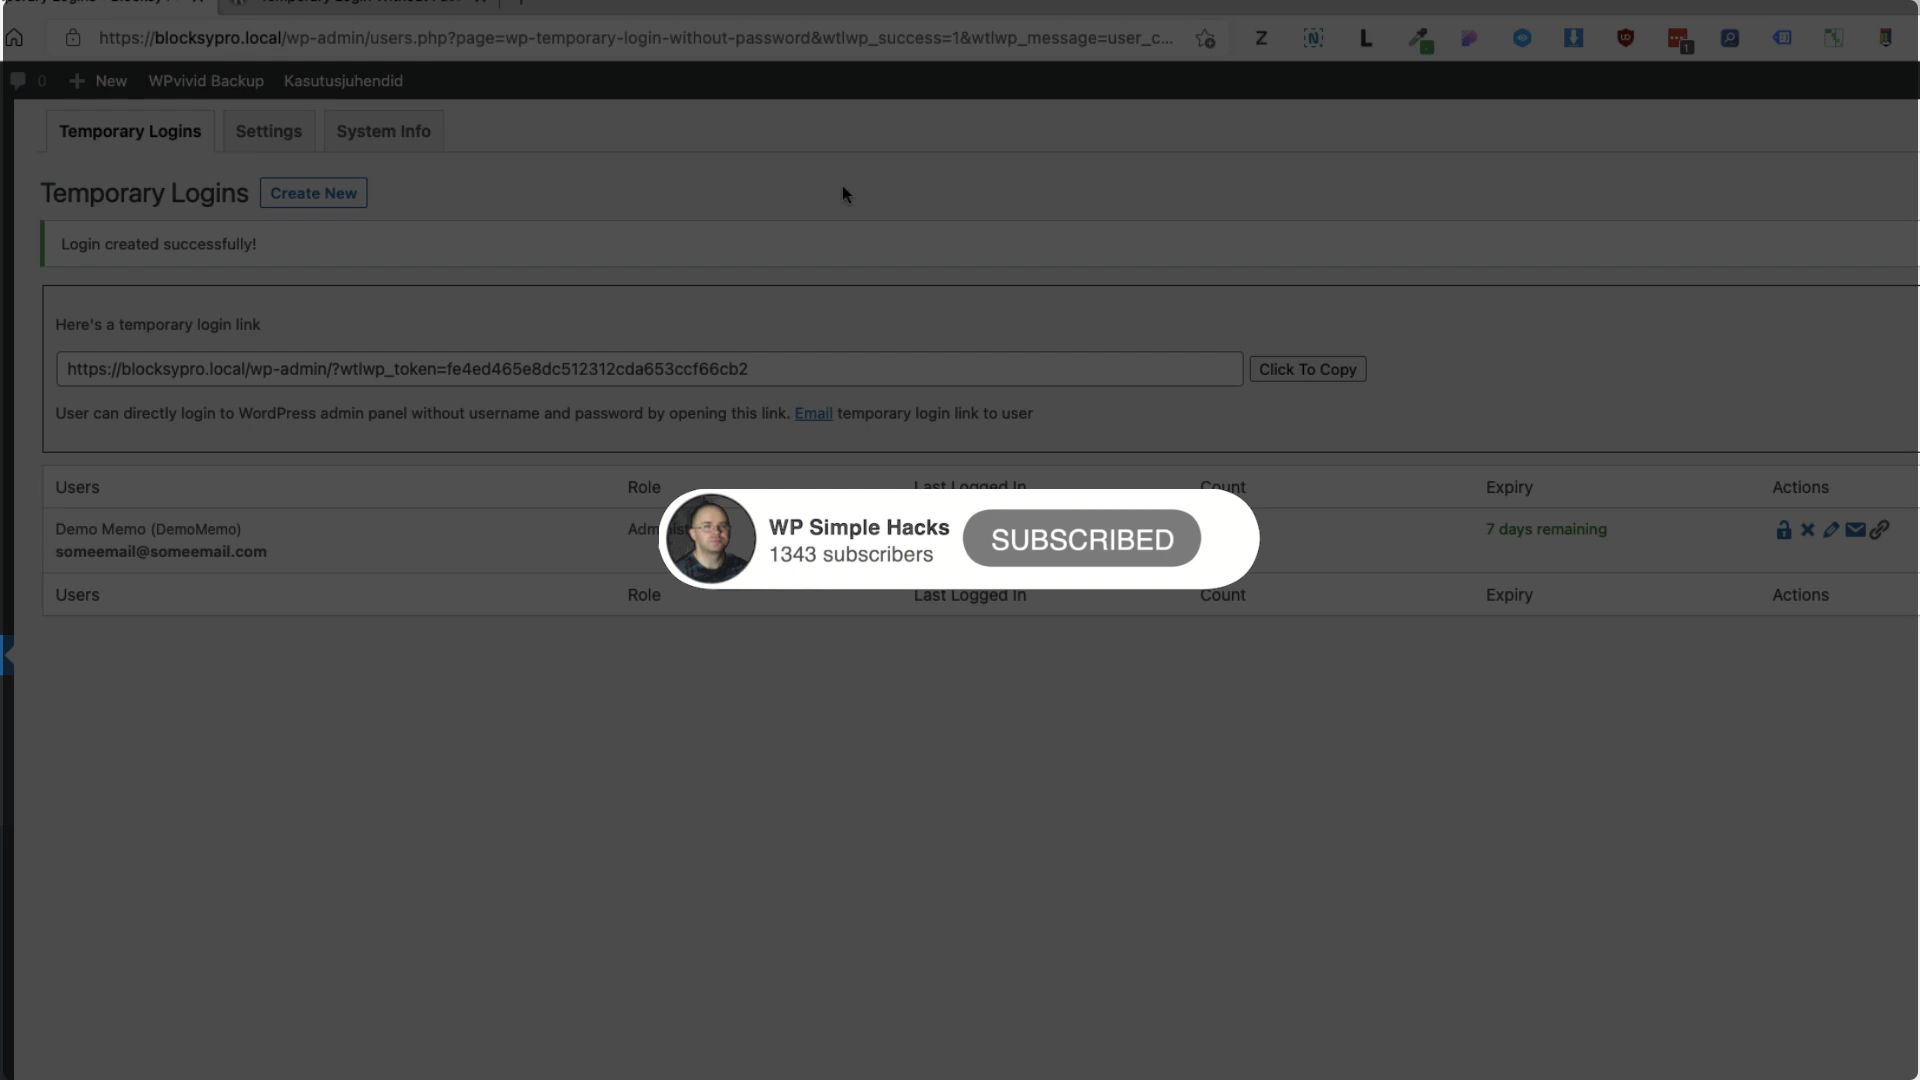 https://blocksypro.local/wp-admin/users.php?page=wp-temporary-login-without-password&wtlwp_success=1&wtlwp_message=user_c...
Z N L 1
0 New WPvivid Backup Kasutusjuhendid
Temporary Logins Settings System Info
Temporary Logins Create New
Login created successfully!
Here's a temporary login link
https://blocksypro.local/wp-admin/?wtlwp_token=fe4ed465e8dc512312cda653ccf66cb2 Click To Copy
User can directly login to WordPress admin panel without username and password by opening this link. Email temporary login link to user
Users Role Last Logged In Count Expiry Actions
Demo Memo (DemoMemo) 7 days remaining
someemail@someemail.com
WP Simple Hacks
1343 subscribers
SUBSCRIBED
Users Role Last Logged In Count Expiry Actions